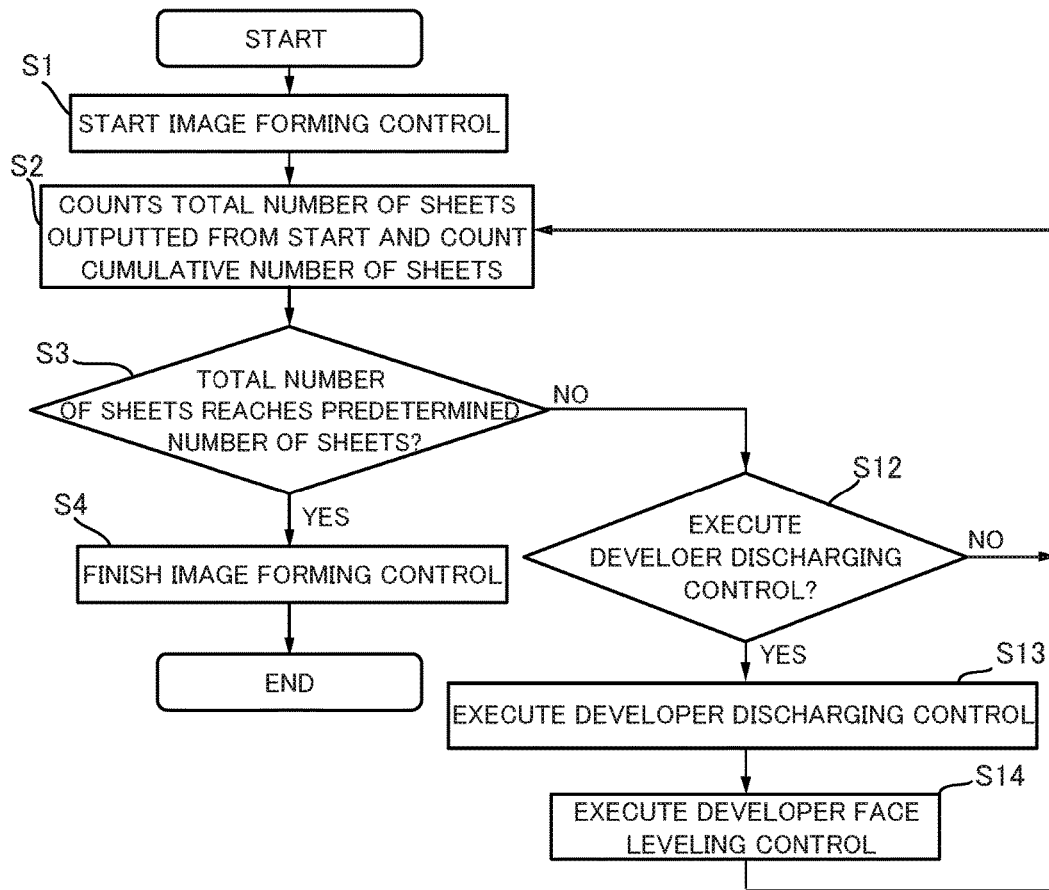 START
S1
START IMAGE FORMING CONTROL
S2
COUNTS TOTAL NUMBER OF SHEETS
OUTPUTTED FROM START AND COUNT
CUMULATIVE NUMBER OF SHEETS
S3
TOTAL NUMBER
OF SHEETS REACHES PREDETERMINED
NUMBER OF SHEETS?
NO
YES
S4
FINISH IMAGE FORMING CONTROL
END
S12
EXECUTE
DEVELOER DISCHARGING
CONTROL?
NO
YES
S13
EXECUTE DEVELOPER DISCHARGING CONTROL
S14
EXECUTE DEVELOPER FACE
LEVELING CONTROL